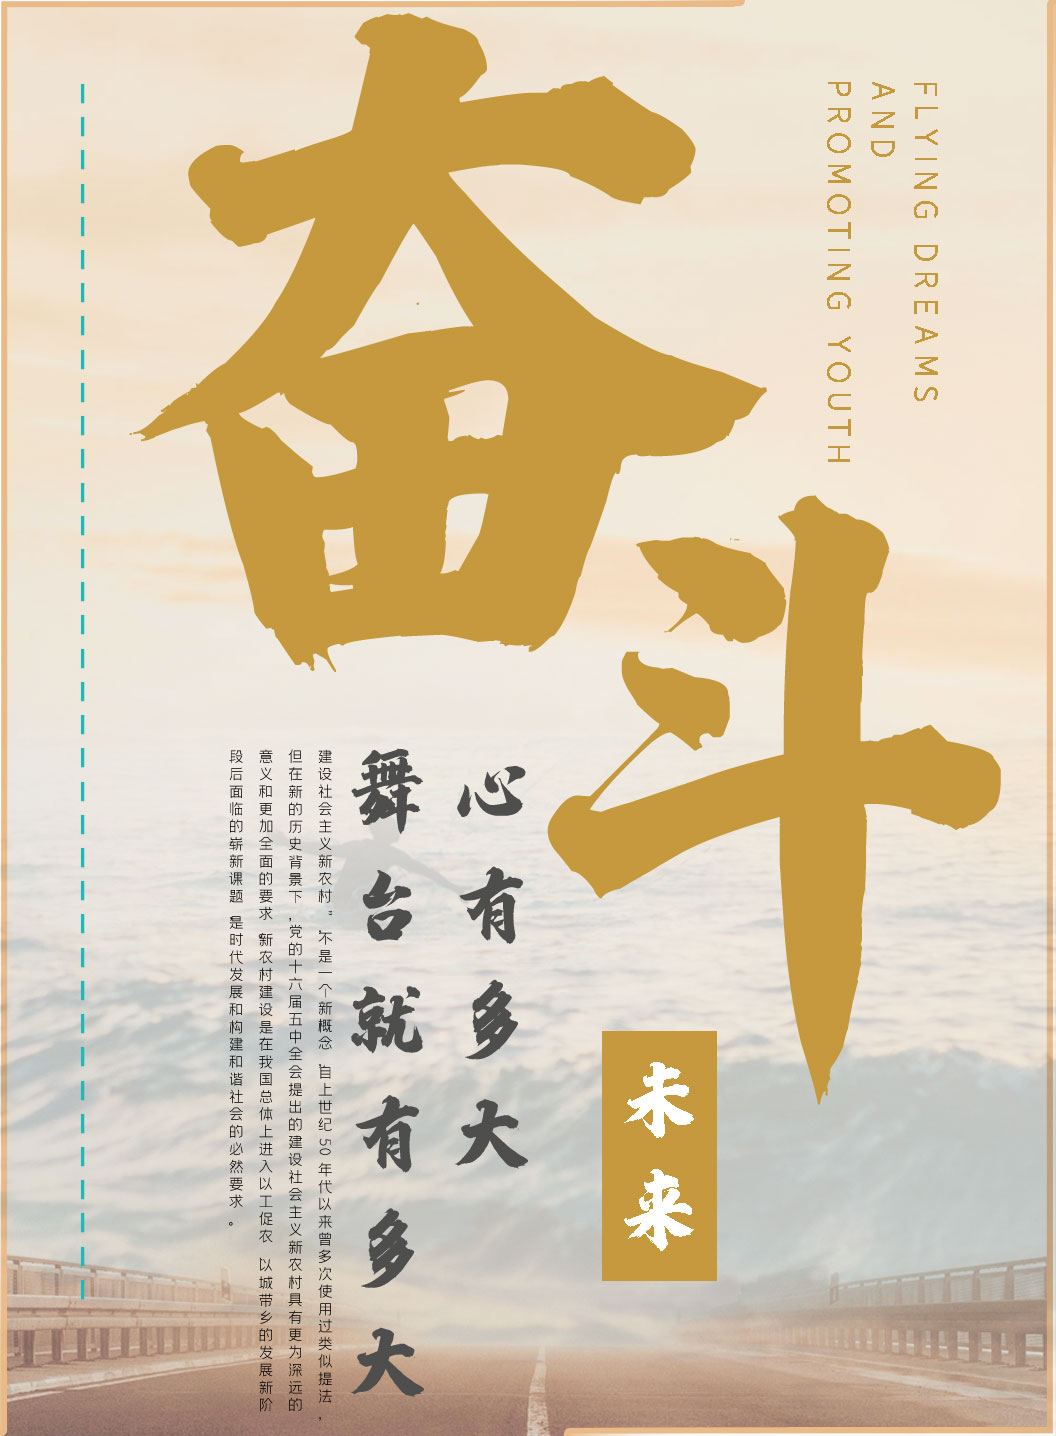 奋斗
FLYING DREAMS
AND
PROMOTING YOUTH
未来
心有多大
舞台就有多大
建设社会主义新农村”,不是一个新概念,自上世纪50年代以来曾多次使用过类似提法,
但在新的历史背景下,党的十六届五中全会提出的建设社会主义新农村具有更为深远的
意义和更加全面的要求。新农村建设是在我国总体上进入以工促农 以城带乡的发展新阶
段后面临的崭新课题,是时代发展和构建和谐社会的必然要求。